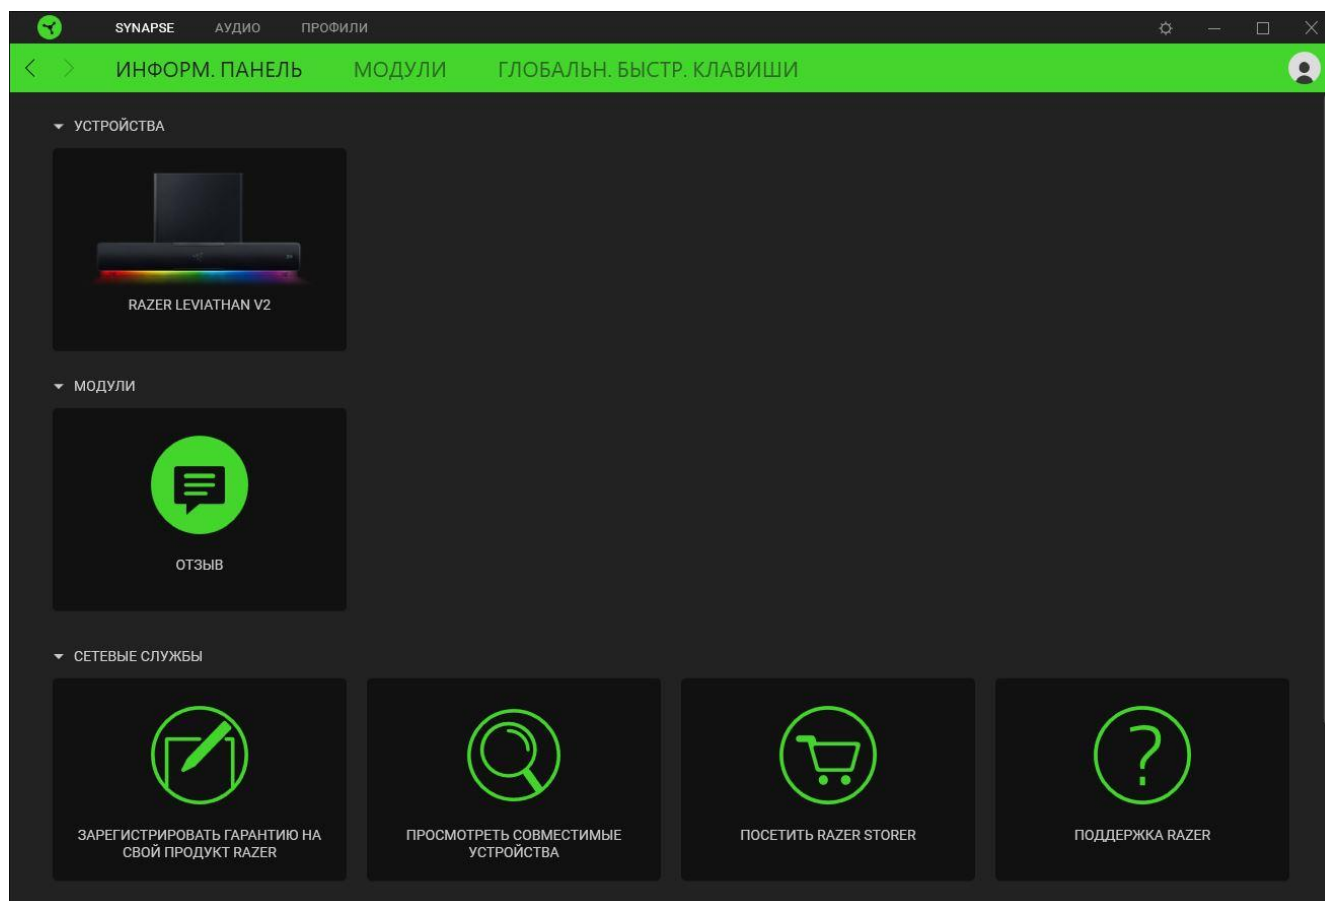 SYNAPSE АУДИО ПРОФИЛИ
ИНФОРМ. ПАНЕЛЬ МОДУЛИ ГЛОБАЛЬН. БЫСТР. КЛАВИШИ
УСТРОЙСТВА
RAZER LEVIATHAN V2
МОДУЛИ
ОТЗЫВ
СЕТЕВЫЕ СЛУЖБЫ
ЗАРЕГИСТРИРОВАТЬ ГАРАНТИЮ НА
СВОЙ ПРОДУКТ RAZER
ПРОСМОТРЕТЬ СОВМЕСТИМЫЕ
УСТРОЙСТВА
ПОСЕТИТЬ RAZER STORER
ПОДДЕРЖКА RAZER